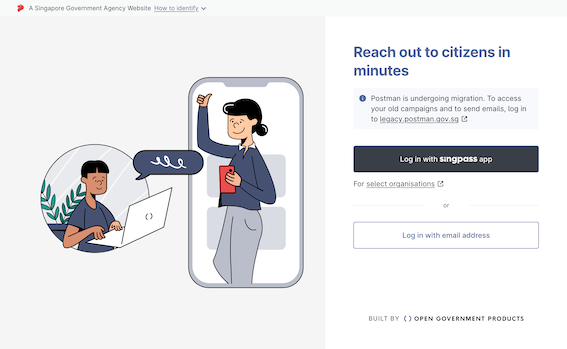 A Singapore Government Agency Website How to identify
Reach out to citizens in
minutes
Postman is undergoing migration. To access
your old campaigns and to send emails, log in
to legacy.postman.gov.sg
Log in with singpass app
For select organisations
or
Log in with email address
BUILT BY OPEN GOVERNMENT PRODUCTS